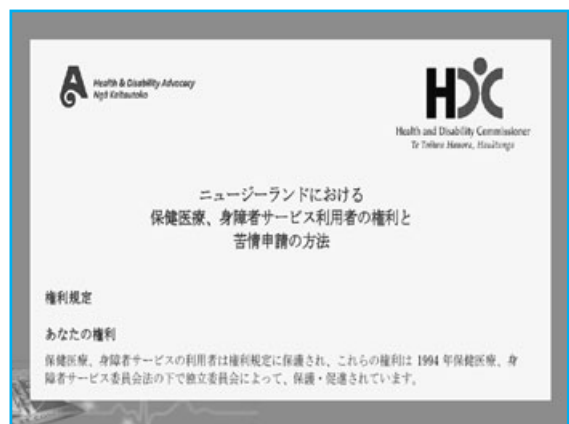 Health & Disability Advocacy
Ngā Kaitautoko
HDC
Health and Disability Commissioner
Te Toihau Hauora, Hauātanga
ニュージーランドにおける
保健医療、身障者サービス利用者の権利と
苦情申請の方法
権利規定
あなたの権利
保健医療、身障者サービスの利用者は権利規定に保護され、これらの権利は 1994 年保健医療、身
障者サービス委員会法の下で独立委員会によって、保護・促進されています。